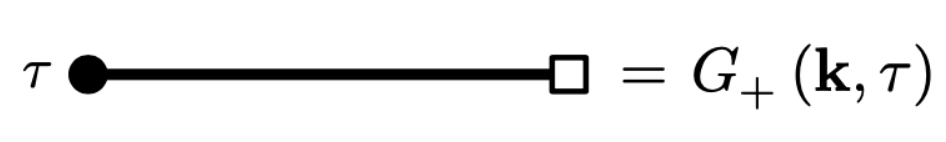 τ = G₊ (𝐤, τ)